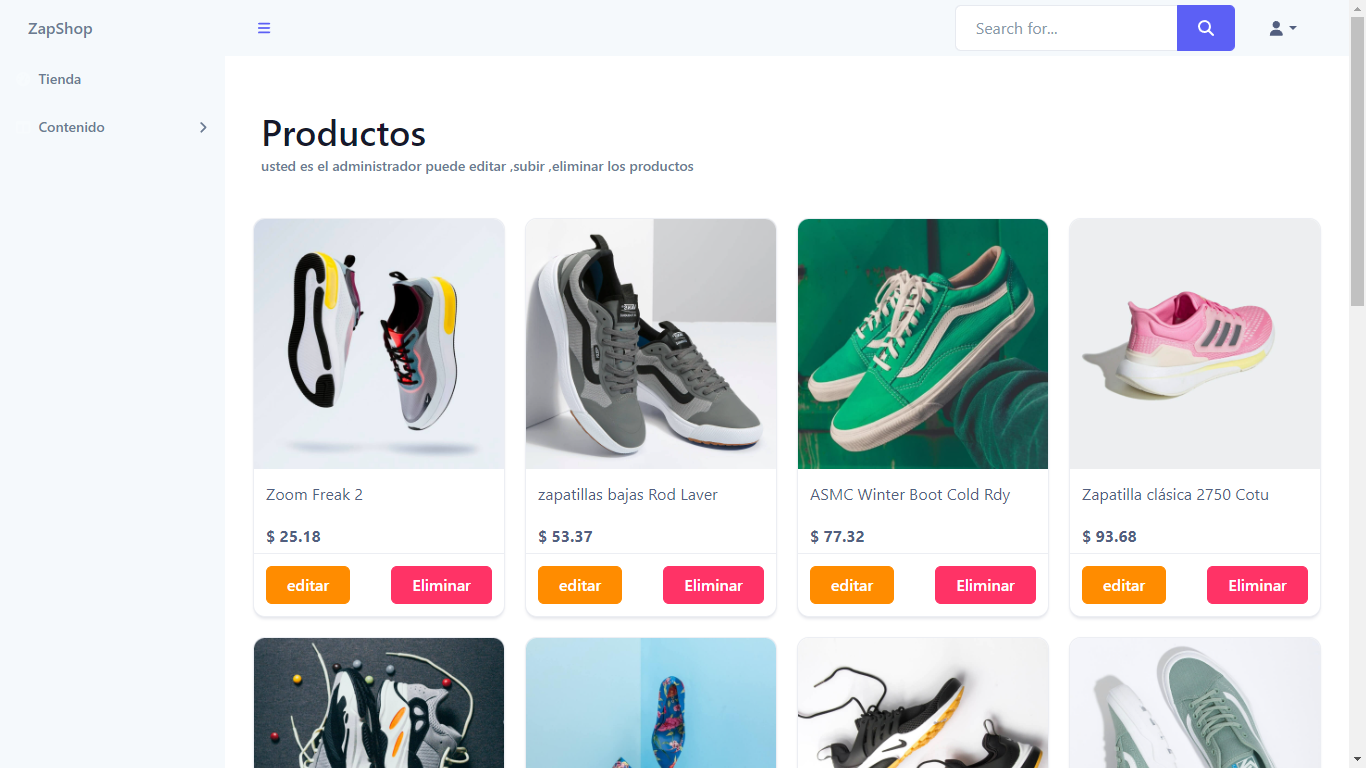 ZapShop
Search for...
Tienda
Contenido
Productos
usted es el administrador puede editar ,subir ,eliminar los productos
Zoom Freak 2
$ 25.18
editar
Eliminar
zapatillas bajas Rod Laver
$ 53.37
editar
Eliminar
ASMC Winter Boot Cold Rdy
$ 77.32
editar
Eliminar
Zapatilla clásica 2750 Cotu
$ 93.68
editar
Eliminar